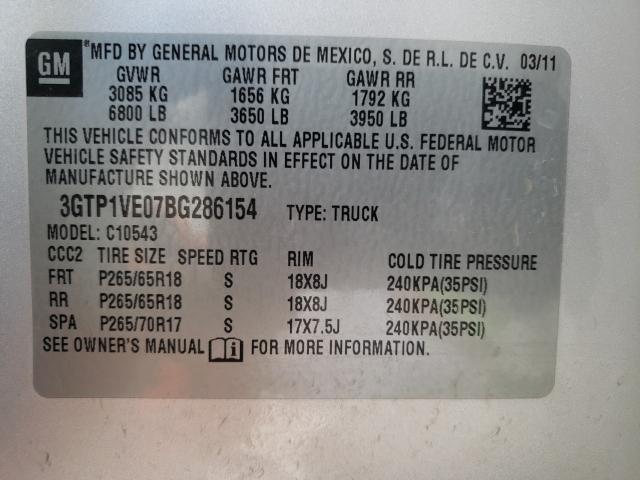 GM
MFD BY GENERAL MOTORS DE MEXICO, S. DE R.L. DE C.V. 03/11
GVWR GAWR FRT GAWR RR
3085 KG 1656 KG 1792 KG
6800 LB 3650 LB 3950 LB
THIS VEHICLE CONFORMS TO ALL APPLICABLE U.S. FEDERAL MOTOR
VEHICLE SAFETY STANDARDS IN EFFECT ON THE DATE OF
MANUFACTURE SHOWN ABOVE.
3GTP1VE07BG286154 TYPE: TRUCK
MODEL: C10543
CCC2 TIRE SIZE SPEED RTG RIM COLD TIRE PRESSURE
FRT P265/65R18 S 18X8J 240KPA(35PSI)
RR P265/65R18 S 18X8J 240KPA(35PSI)
SPA P265/70R17 S 17X7.5J 240KPA(35PSI)
SEE OWNER'S MANUAL FOR MORE INFORMATION.